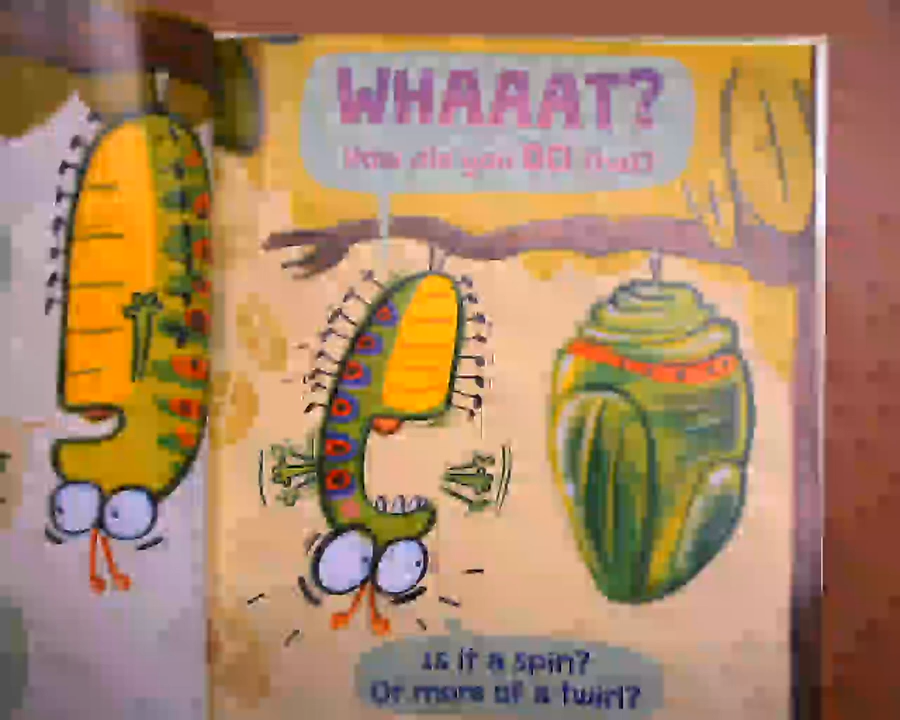 WHAAAT?
How did you DO that?
Is it a spin?
Or more of a twirl?